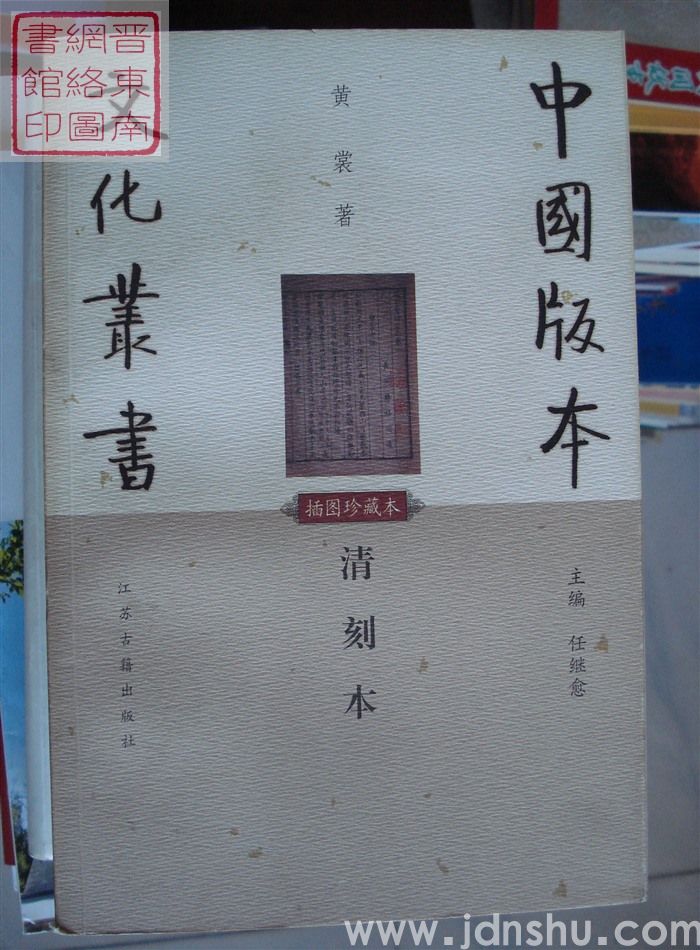 中國版本
文化叢書
黄裳著
插图珍藏本
清刻本
主编 任继愈
江苏古籍出版社
晋東南
網絡圖
書館印
www.jdnshu.com